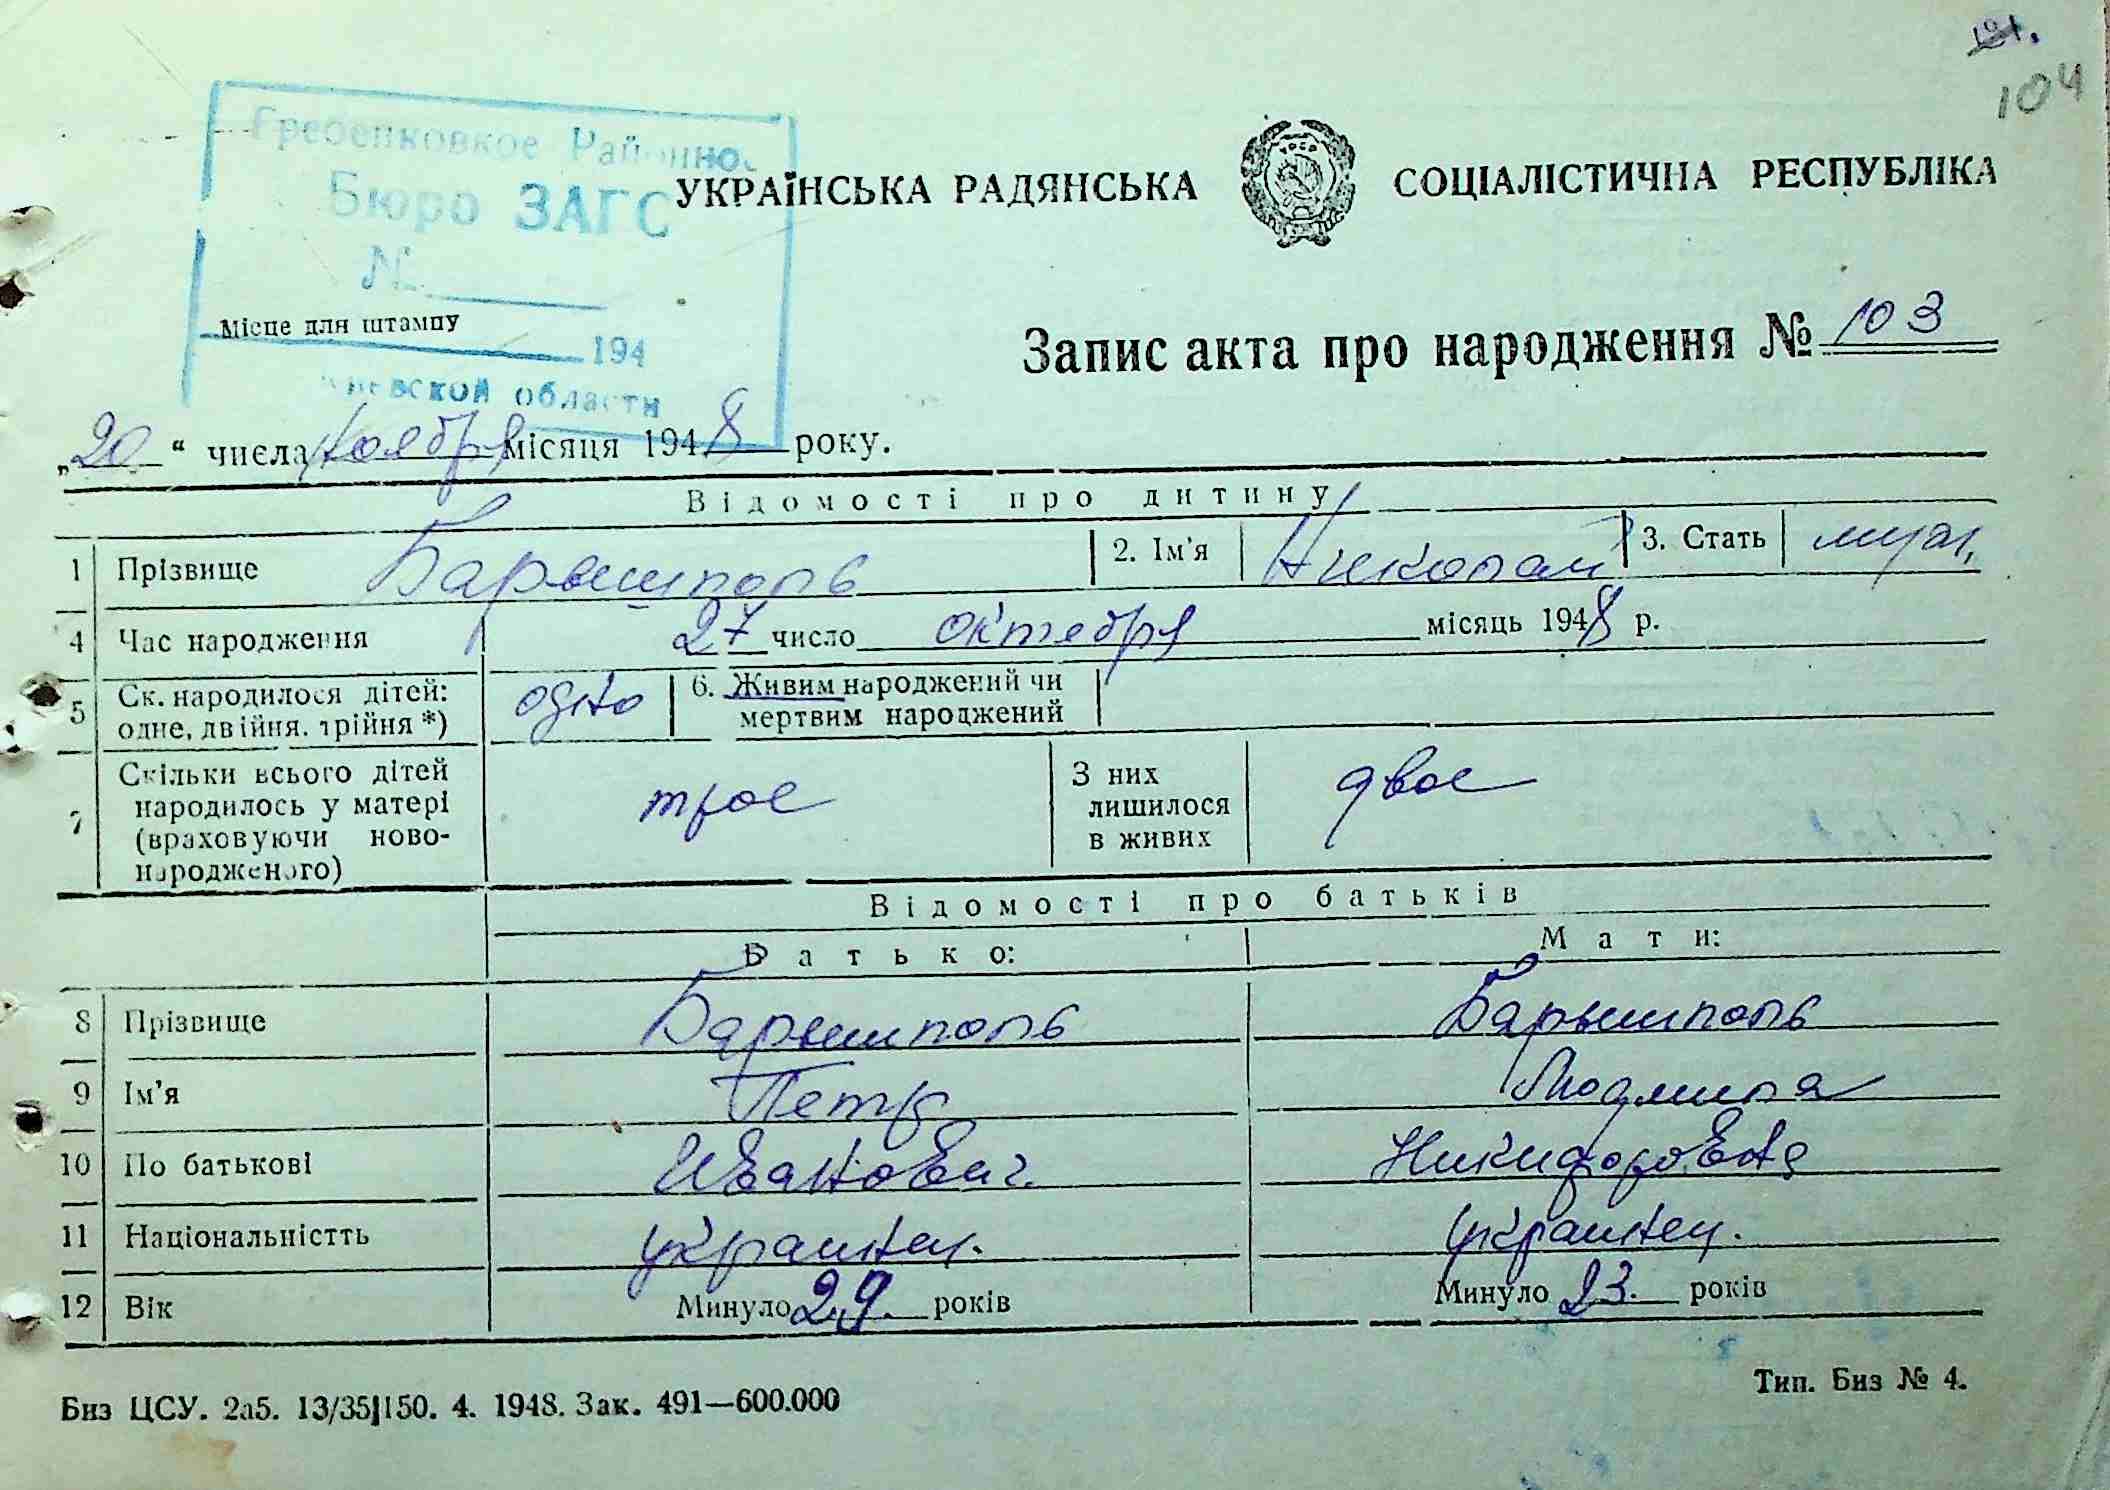 104
Гребенковкое Районное
Бюро ЗАГС
№
Місце для штампу
194
Киевской области
УКРАЇНСЬКА РАДЯНСЬКА СОЦІАЛІСТИЧНА РЕСПУБЛІКА
Запис акта про народження № 103
„20“ числа ноября місяця 1948 року.
Відомості про дитину
1 Прізвище Барышполь 2. Ім’я Николай 3. Стать муж.
4 Час народження 27 число октября місяць 1948 р.
5 Ск. народилося дітей: одне, двійня, трійня *) одно 6. Живим народжений чи мертвим народжений
7 Скільки всього дітей народилось у матері (враховуючи ново-народженого) трое З них лишилося в живих двое
Відомості про батьків
Батько: Мати:
8 Прізвище Барышполь Барышполь
9 Ім’я Петр Людмила
10 По батькові Иванович Никифоровна
11 Національністть украинец. украинец.
12 Вік Минуло 29. років Минуло 23. років
Биз ЦСУ. 2а5. 13/35|150. 4. 1948. Зак. 491—600.000
Тип. Биз № 4.